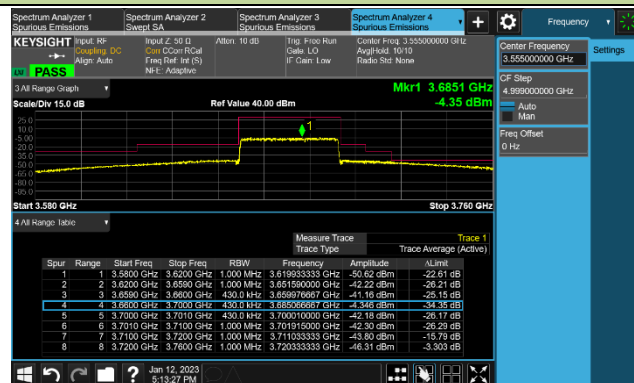 Spectrum Analyzer 1 Spectrum Analyzer 2 Spectrum Analyzer 3 Spectrum Analyzer 4 Frequency
Spurious Emissions Swept SA Spurious Emissions Spurious Emissions
KEYSIGHT Input: RF Input Z: 50 Ω Atten: 10 dB Trig: Free Run Center Freq: 3.555000000 GHz
Coupling: DC Corr CCorr RCal Gate: LO Avg|Hold: 10/10
Align: Auto Freq Ref: Int (S) IF Gain: Low Radio Std: None
NFE: Adaptive
PASS
Center Frequency
3.55500000 GHz
Settings
CF Step
4.999000000 GHz
Auto
Man
Freq Offset
0 Hz
3 All Range Graph Mkr1 3.6851 GHz
Scale/Div 15.0 dB Ref Value 40.00 dBm -4.35 dBm
25.0
10.0
-5.00
-20.0
-35.0
-50.0
-65.0
-80.0
-95.0
1
Start 3.580 GHz Stop 3.760 GHz
4 All Range Table
Measure Trace Trace 1
Trace Type Trace Average (Active)
Spur Range Start Freq Stop Freq RBW Frequency Amplitude ΔLimit
1 1 3.5800 GHz 3.6200 GHz 1.000 MHz 3.619933333 GHz -50.62 dBm -22.61 dB
2 2 3.6200 GHz 3.6590 GHz 1.000 MHz 3.651590000 GHz -42.22 dBm -26.21 dB
3 3 3.6590 GHz 3.6600 GHz 430.0 kHz 3.659976667 GHz -41.16 dBm -25.15 dB
4 4 3.6600 GHz 3.7000 GHz 430.0 kHz 3.685066667 GHz -4.346 dBm -34.35 dB
5 5 3.7000 GHz 3.7010 GHz 430.0 kHz 3.700010000 GHz -42.18 dBm -26.17 dB
6 6 3.7010 GHz 3.7100 GHz 1.000 MHz 3.701915000 GHz -42.30 dBm -26.29 dB
7 7 3.7100 GHz 3.7200 GHz 1.000 MHz 3.711033333 GHz -43.80 dBm -15.79 dB
8 8 3.7200 GHz 3.7600 GHz 1.000 MHz 3.720333333 GHz -46.31 dBm -3.303 dB
Jan 12, 2023
5:13:27 PM